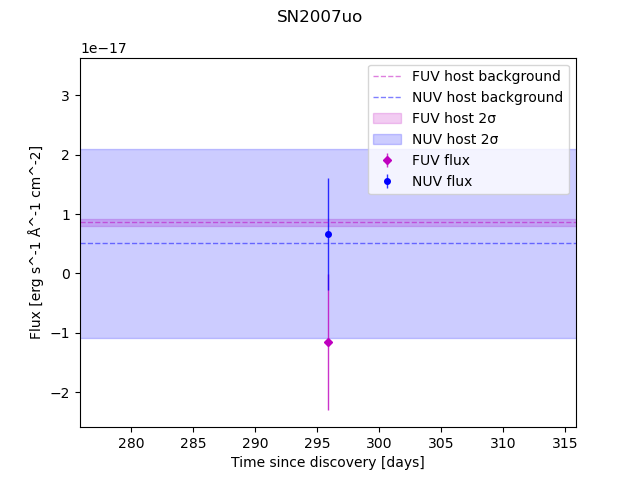 SN2007uo
1e−17
FUV host background
NUV host background
FUV host 2σ
NUV host 2σ
FUV flux
NUV flux
3
2
1
0
−1
−2
Flux [erg s^-1 Å^-1 cm^-2]
280 285 290 295 300 305 310 315
Time since discovery [days]